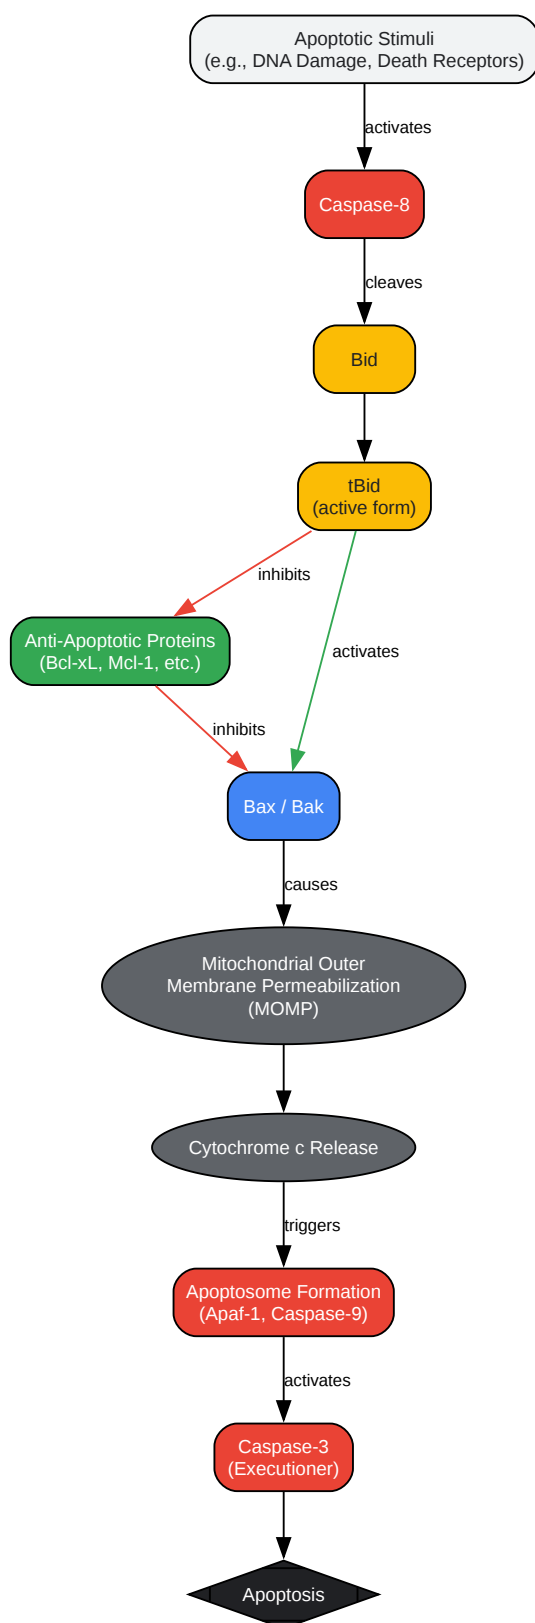 Apoptotic Stimuli
(e.g., DNA Damage, Death Receptors)
activates
Caspase-8
cleaves
Bid
tBid
(active form)
inhibits
Anti-Apoptotic Proteins
(Bcl-xL, Mcl-1, etc.)
activates
inhibits
Bax / Bak
causes
Mitochondrial Outer
Membrane Permeabilization
(MOMP)
Cytochrome c Release
triggers
Apoptosome Formation
(Apaf-1, Caspase-9)
activates
Caspase-3
(Executioner)
Apoptosis